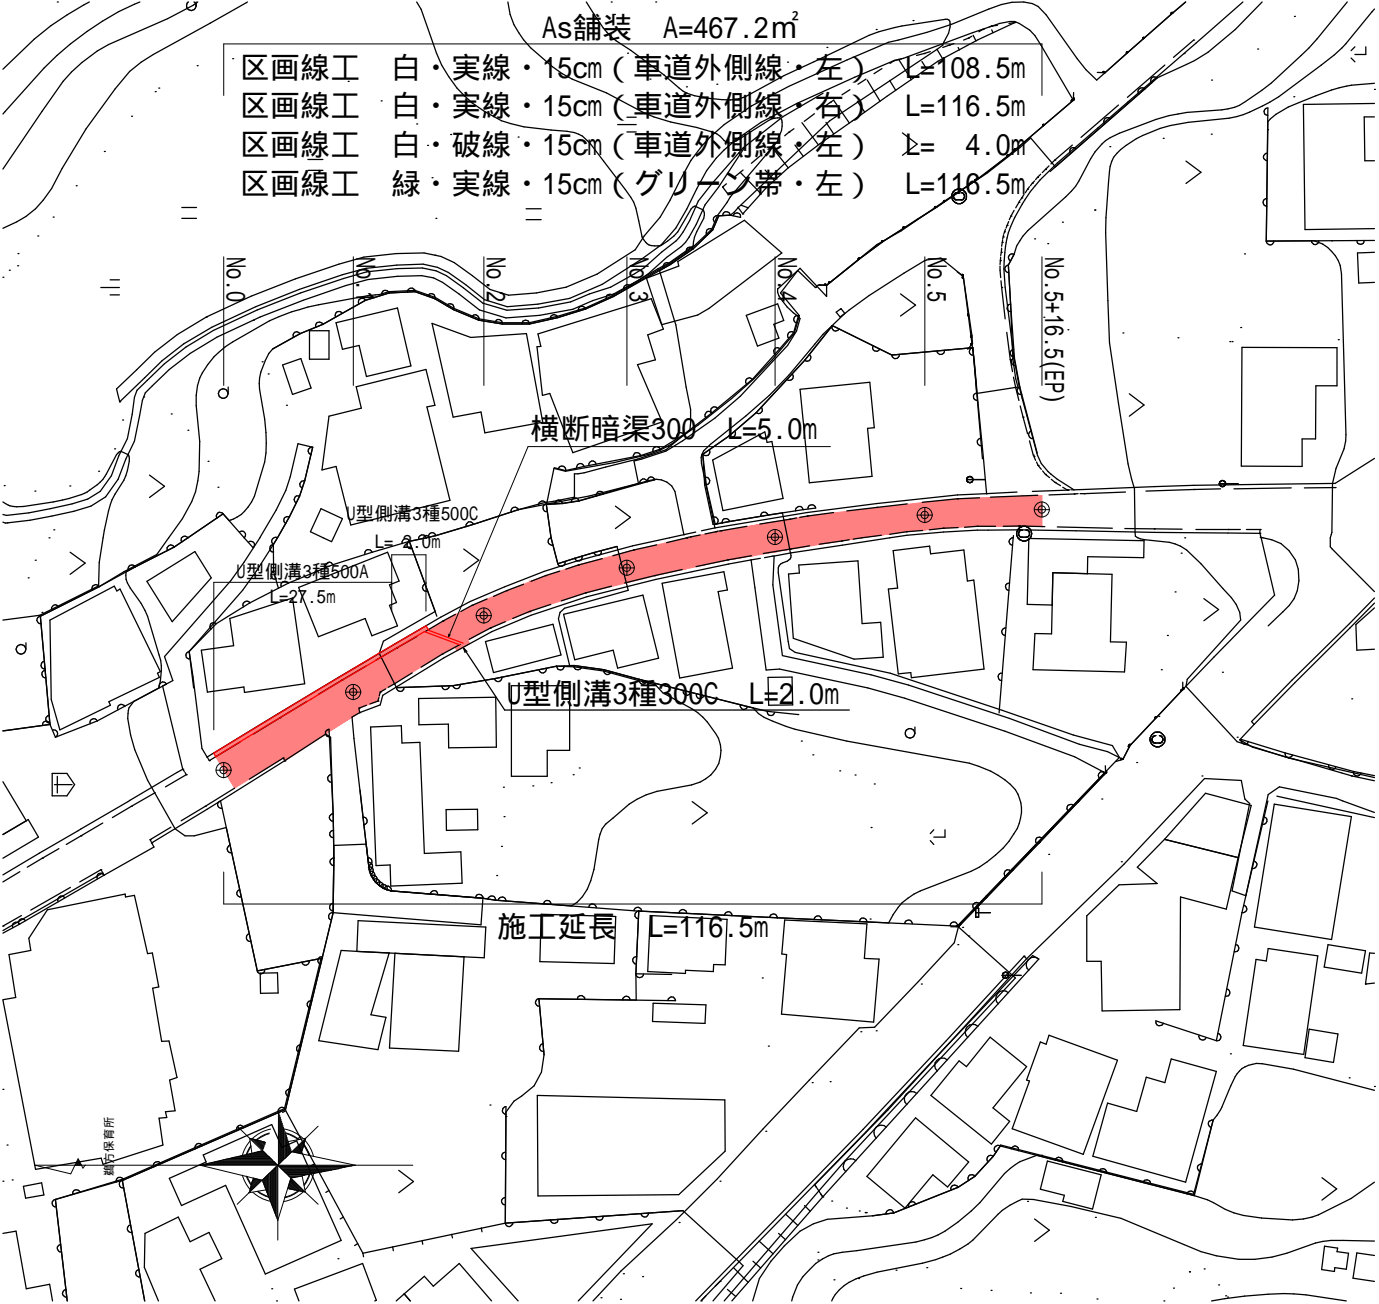 As舗装　A=467.2㎡
区画線工　白・実線・15cm（車道外側線・左）　L=108.5m
区画線工　白・実線・15cm（車道外側線・右）　L=116.5m
区画線工　白・破線・15cm（車道外側線・左）　L=　4.0m
区画線工　緑・実線・15cm（グリーン帯・左）　L=116.5m
No.0
No.1
No.2
No.3
No.4
No.5
No.5+16.5(EP)
横断暗渠300　L=5.0m
U型側溝3種500C
L= 2.0m
U型側溝3種500A
L=27.5m
U型側溝3種300C　L=2.0m
施工延長　L=116.5m
鵜方保育所